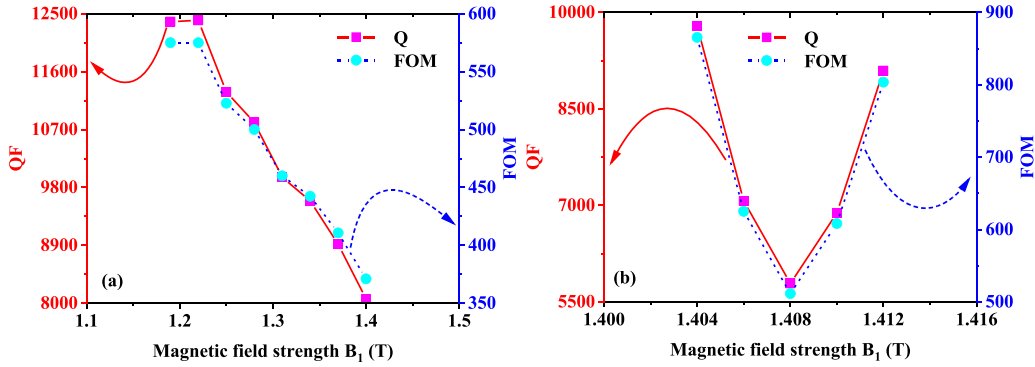 12500
11600
10700
9800
8900
8000
QF
600
550
500
450
400
350
FOM
Q
FOM
(a)
1.1
1.2
1.3
1.4
1.5
Magnetic field strength B₁ (T)
10000
8500
7000
5500
QF
900
800
700
600
500
FOM
Q
FOM
(b)
1.400
1.404
1.408
1.412
1.416
Magnetic field strength B₁ (T)